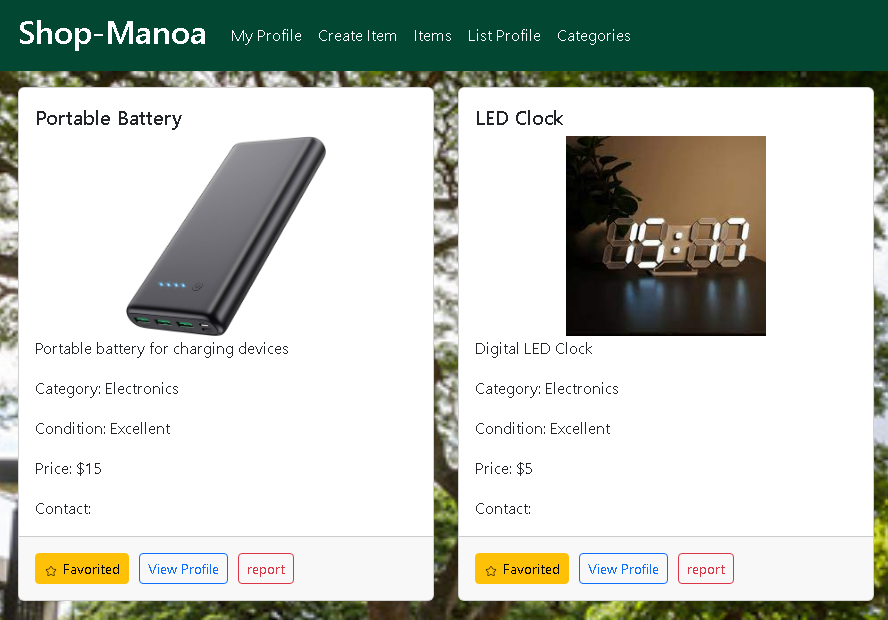 Shop-Manoa My Profile Create Item Items List Profile Categories
Portable Battery
Portable battery for charging devices
Category: Electronics
Condition: Excellent
Price: $15
Contact:
Favorited View Profile report
LED Clock
15:17
Digital LED Clock
Category: Electronics
Condition: Excellent
Price: $5
Contact:
Favorited View Profile report